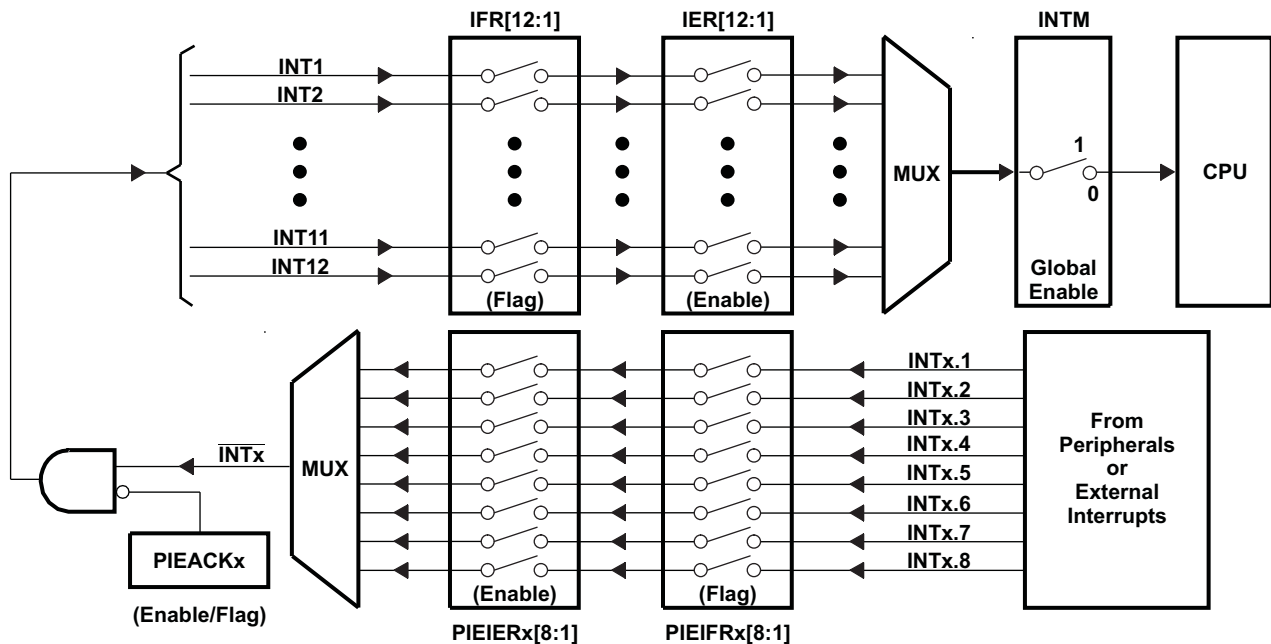 IFR[12:1]
IER[12:1]
INTM
INT1
INT2
1
MUX
CPU
0
INT11
INT12
Global
Enable
(Flag)
(Enable)
INTx.1
INTx.2
INTx.3
INTx.4
INTx.5
INTx.6
INTx.7
INTx.8
From
Peripherals
or
External
Interrupts
INTx
MUX
PIEACKx
(Enable/Flag)
(Enable)
(Flag)
PIEIERx[8:1]
PIEIFRx[8:1]